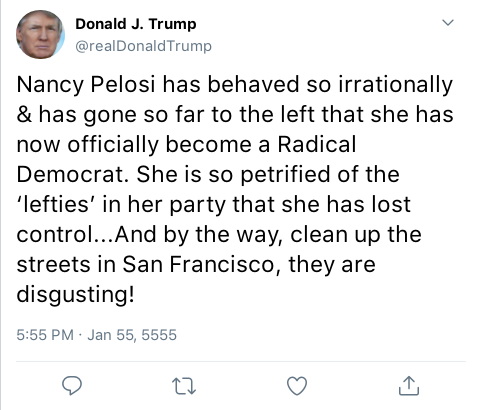 Donald J. Trump
@realDonaldTrump
Nancy Pelosi has behaved so irrationally
& has gone so far to the left that she has
now officially become a Radical
Democrat. She is so petrified of the
‘lefties’ in her party that she has lost
control...And by the way, clean up the
streets in San Francisco, they are
disgusting!
5:55 PM · Jan 55, 5555